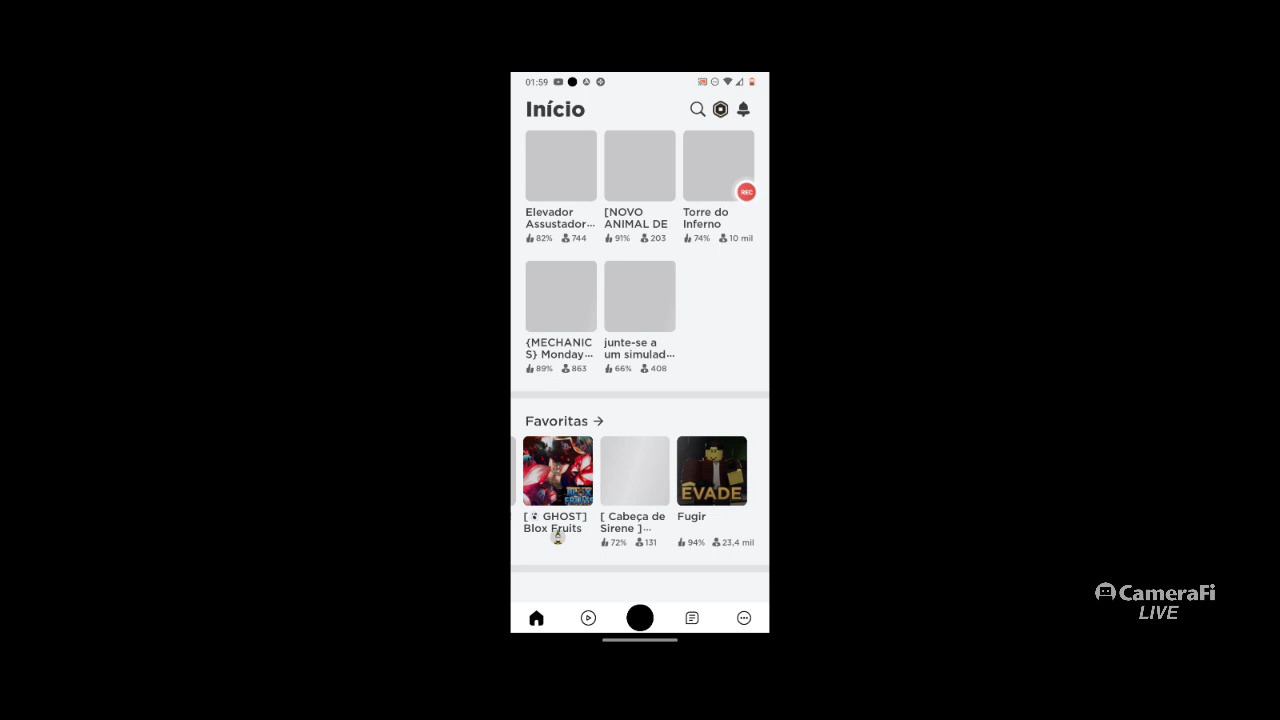 01:59
Início
REC
Elevador
Assustador...
82% 744
[NOVO
ANIMAL DE
91% 203
Torre do
Inferno
74% 10 mil
{MECHANIC
S} Monday...
89% 863
junte-se a
um simulad...
66% 408
Favoritas →
BLOX
FRUITS
EVADE
[ GHOST]
Blox Fruits
[ Cabeça de
Sirene ]...
72% 131
Fugir
94% 23,4 mil
CameraFi
LIVE